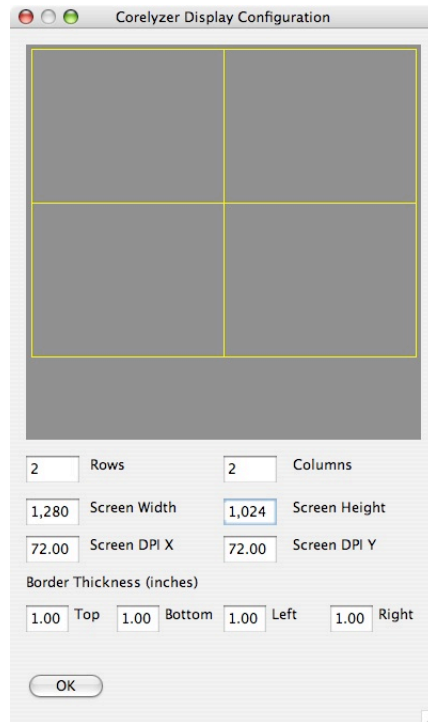 Corelyzer Display Configuration
2 Rows 2 Columns
1,280 Screen Width 1,024 Screen Height
72.00 Screen DPI X 72.00 Screen DPI Y
Border Thickness (inches)
1.00 Top 1.00 Bottom 1.00 Left 1.00 Right
OK